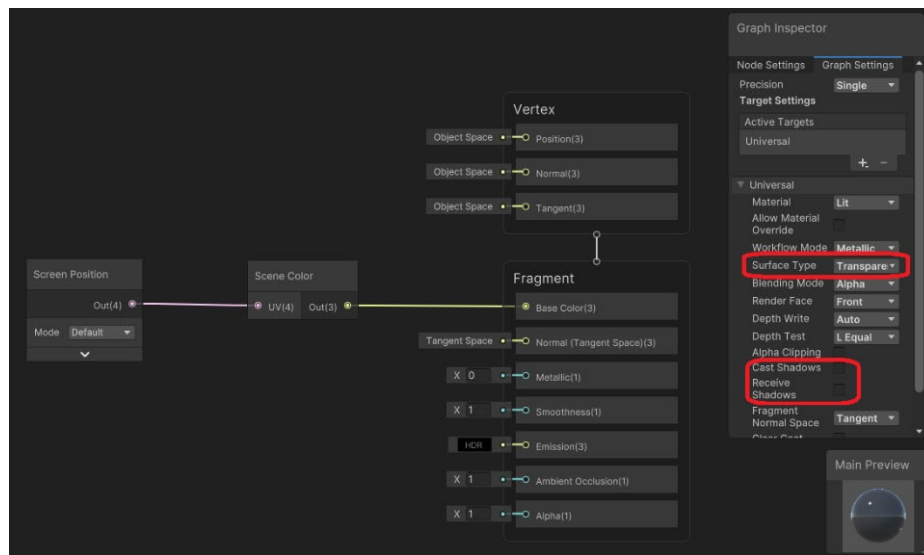 Graph Inspector
Node Settings Graph Settings
Precision Single
Target Settings
Active Targets
Universal
+ -
Universal
Material Lit
Allow Material
Override
Workflow Mode Metallic
Surface Type Transpare
Blending Mode Alpha
Render Face Front
Depth Write Auto
Depth Test L Equal
Alpha Clipping
Cast Shadows
Receive
Shadows
Fragment
Normal Space Tangent
Vertex
Object Space Position(3)
Object Space Normal(3)
Object Space Tangent(3)
Screen Position
Out(4)
Mode Default
Scene Color
UV(4) Out(3)
Fragment
Base Color(3)
Tangent Space Normal (Tangent Space)(3)
X 0 Metallic(1)
X 1 Smoothness(1)
HDR Emission(3)
X 1 Ambient Occlusion(1)
X 1 Alpha(1)
Main Preview